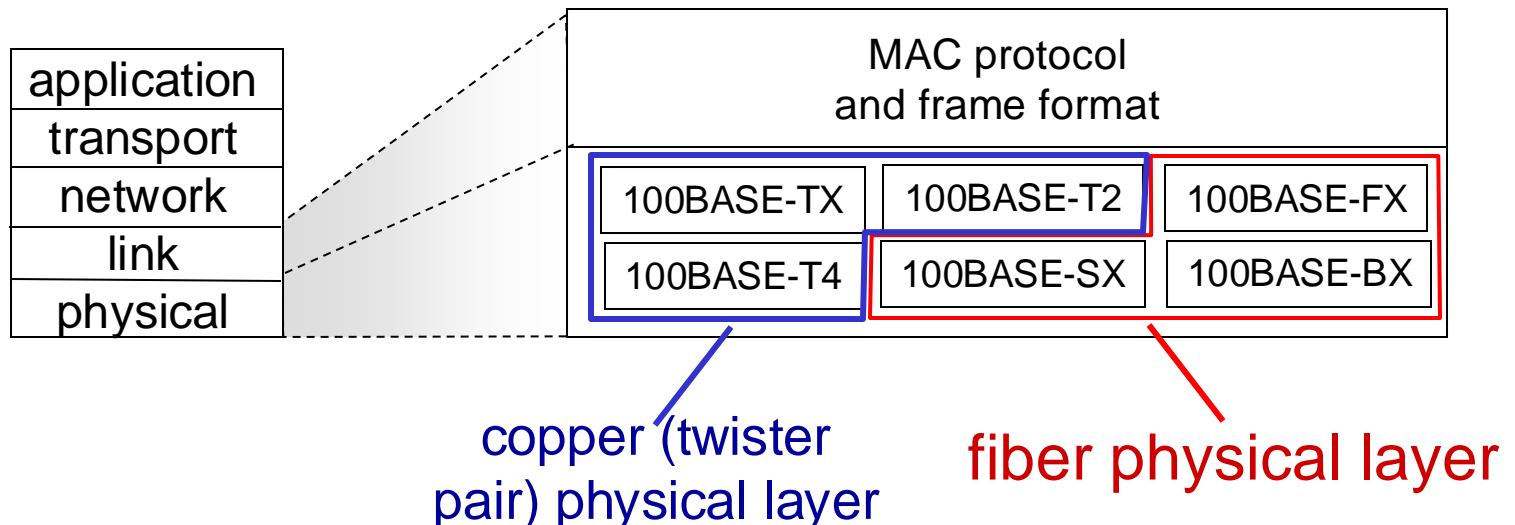 application
transport
network
link
physical
MAC protocol
and frame format
100BASE-TX
100BASE-T2
100BASE-FX
100BASE-T4
100BASE-SX
100BASE-BX
copper (twister
pair) physical layer
fiber physical layer